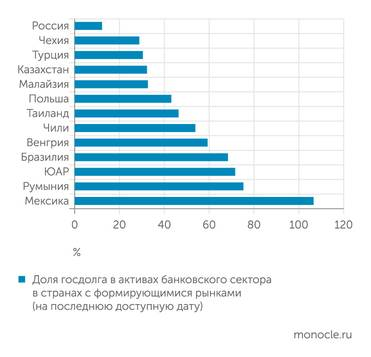 Россия
Чехия
Турция
Казахстан
Малайзия
Польша
Таиланд
Чили
Венгрия
Бразилия
ЮАР
Румыния
Мексика
0 20 40 60 80 100 120
%
Доля госдолга в активах банковского сектора
в странах с формирующимися рынками
(на последнюю доступную дату)
monocle.ru